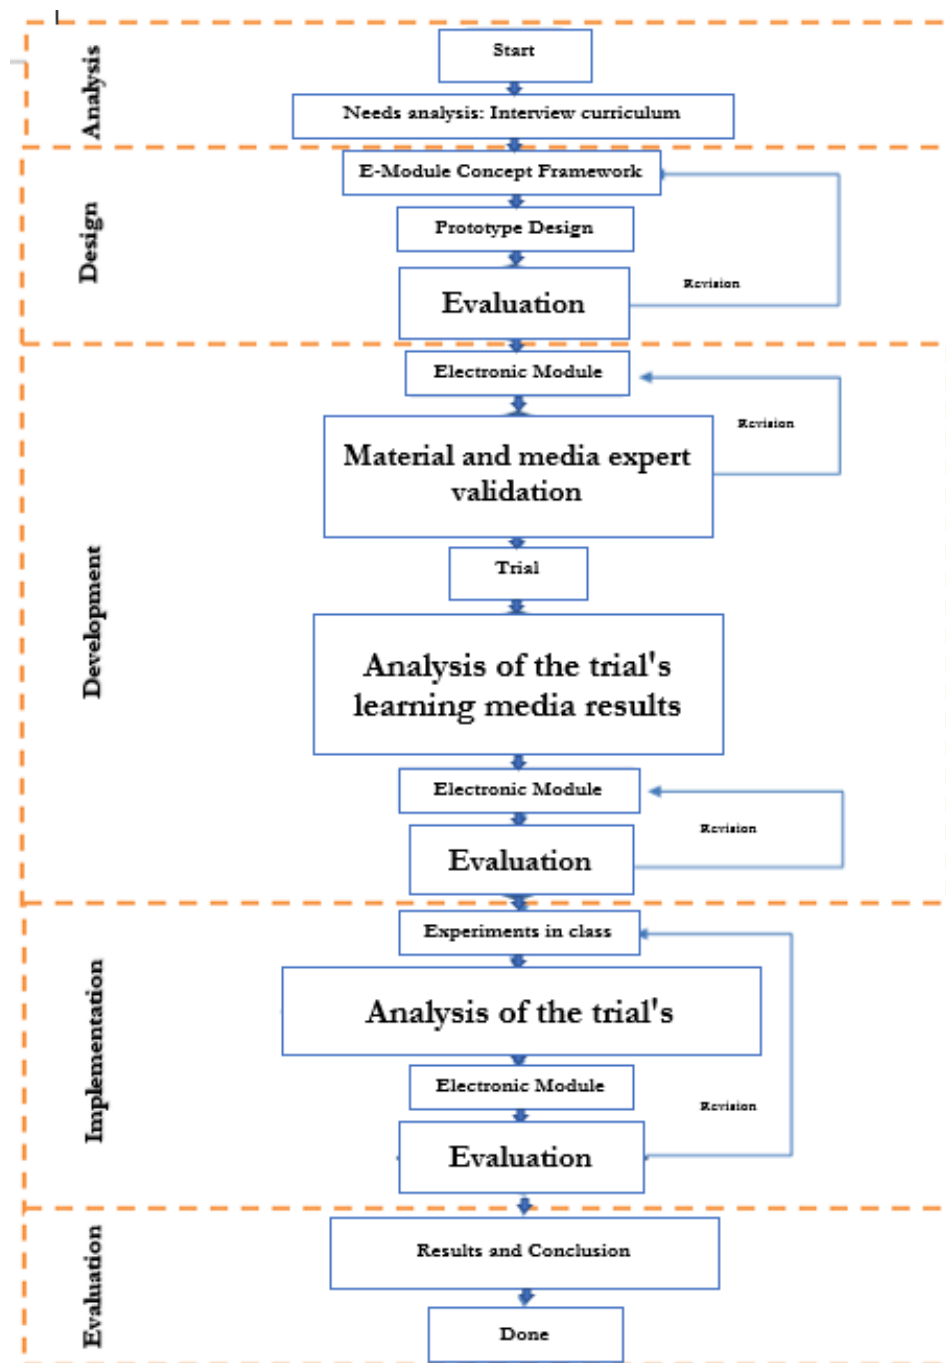 Analysis
Start
Needs analysis: Interview curriculum
Design
E-Module Concept Framework
Prototype Design
Evaluation
Revision
Development
Electronic Module
Revision
Material and media expert
validation
Trial
Analysis of the trial's
learning media results
Electronic Module
Revision
Evaluation
Implementation
Experiments in class
Analysis of the trial's
Electronic Module
Revision
Evaluation
Evaluation
Results and Conclusion
Done